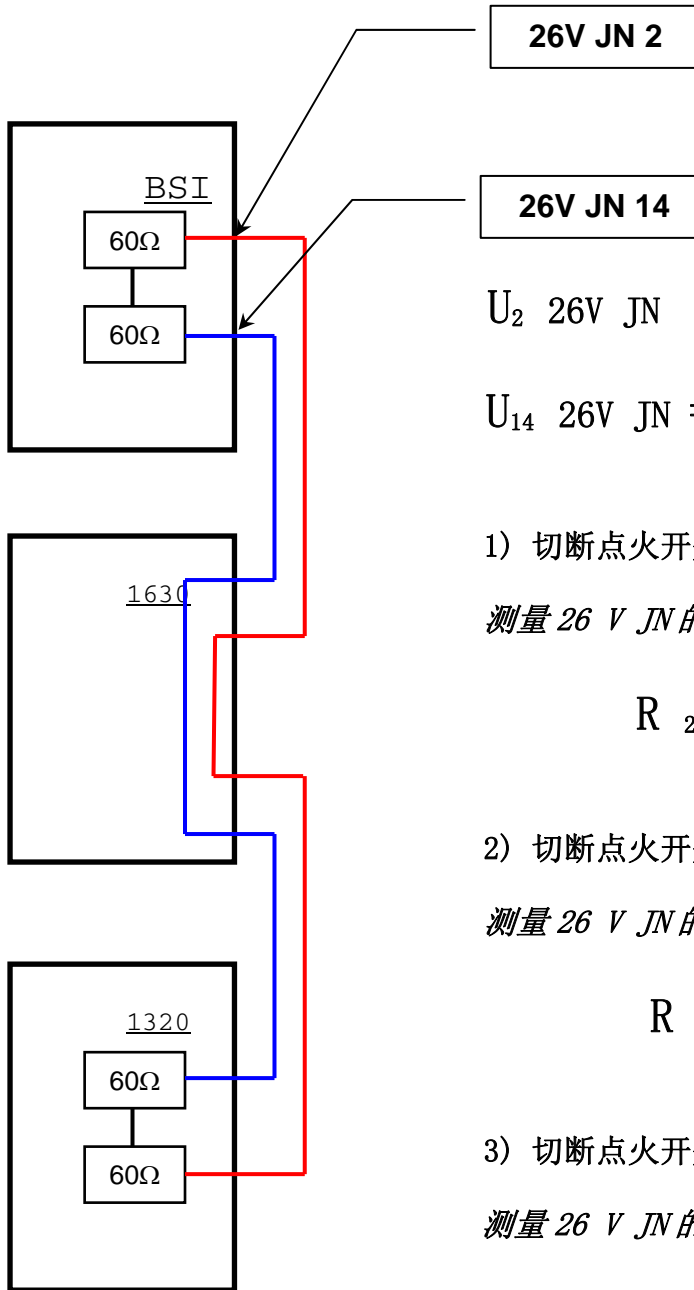 26V JN 2
BSI
60Ω
60Ω
26V JN 14
U₂ 26V JN
U₁₄ 26V JN
1) 切断点火开
测量 26 V JN的
1630
R ₂
2) 切断点火开
测量 26 V JN的
1320
R
60Ω
60Ω
3) 切断点火开
测量 26 V JN的